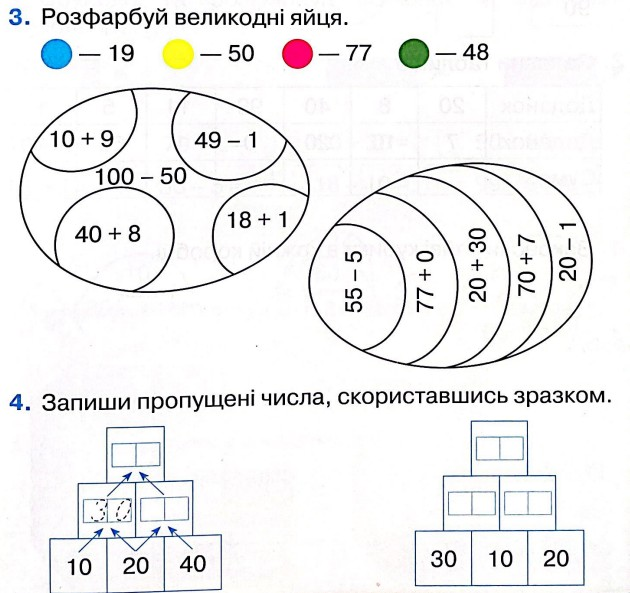 3. Розфарбуй великодні яйця.
– 19 – 50 – 77 – 48
10 + 9
49 – 1
100 – 50
40 + 8
18 + 1
55 – 5
77 + 0
20 + 30
70 + 7
20 – 1
4. Запиши пропущені числа, скориставшись зразком.
30
10 20 40
30 10 20